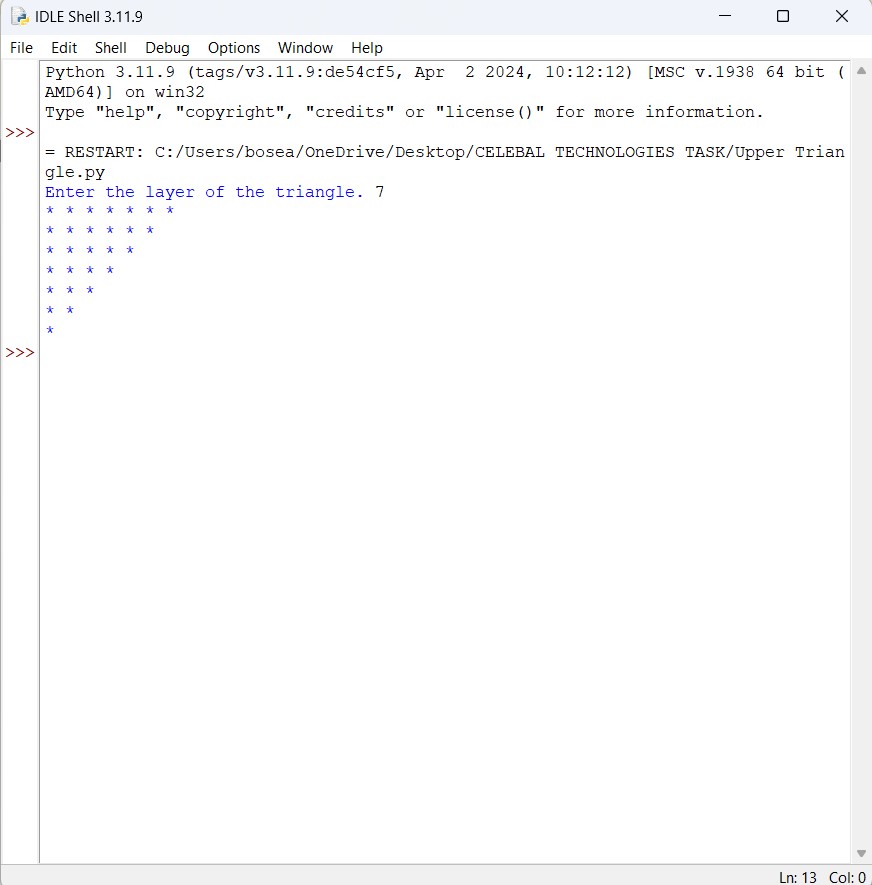 IDLE Shell 3.11.9
File Edit Shell Debug Options Window Help
Python 3.11.9 (tags/v3.11.9:de54cf5, Apr  2 2024, 10:12:12) [MSC v.1938 64 bit (
AMD64)] on win32
Type "help", "copyright", "credits" or "license()" for more information.
>>>
= RESTART: C:/Users/bosea/OneDrive/Desktop/CELEBAL TECHNOLOGIES TASK/Upper Trian
gle.py
Enter the layer of the triangle. 7
* * * * * * *
* * * * * *
* * * * *
* * * *
* * *
* *
*
>>>
Ln: 13 Col: 0